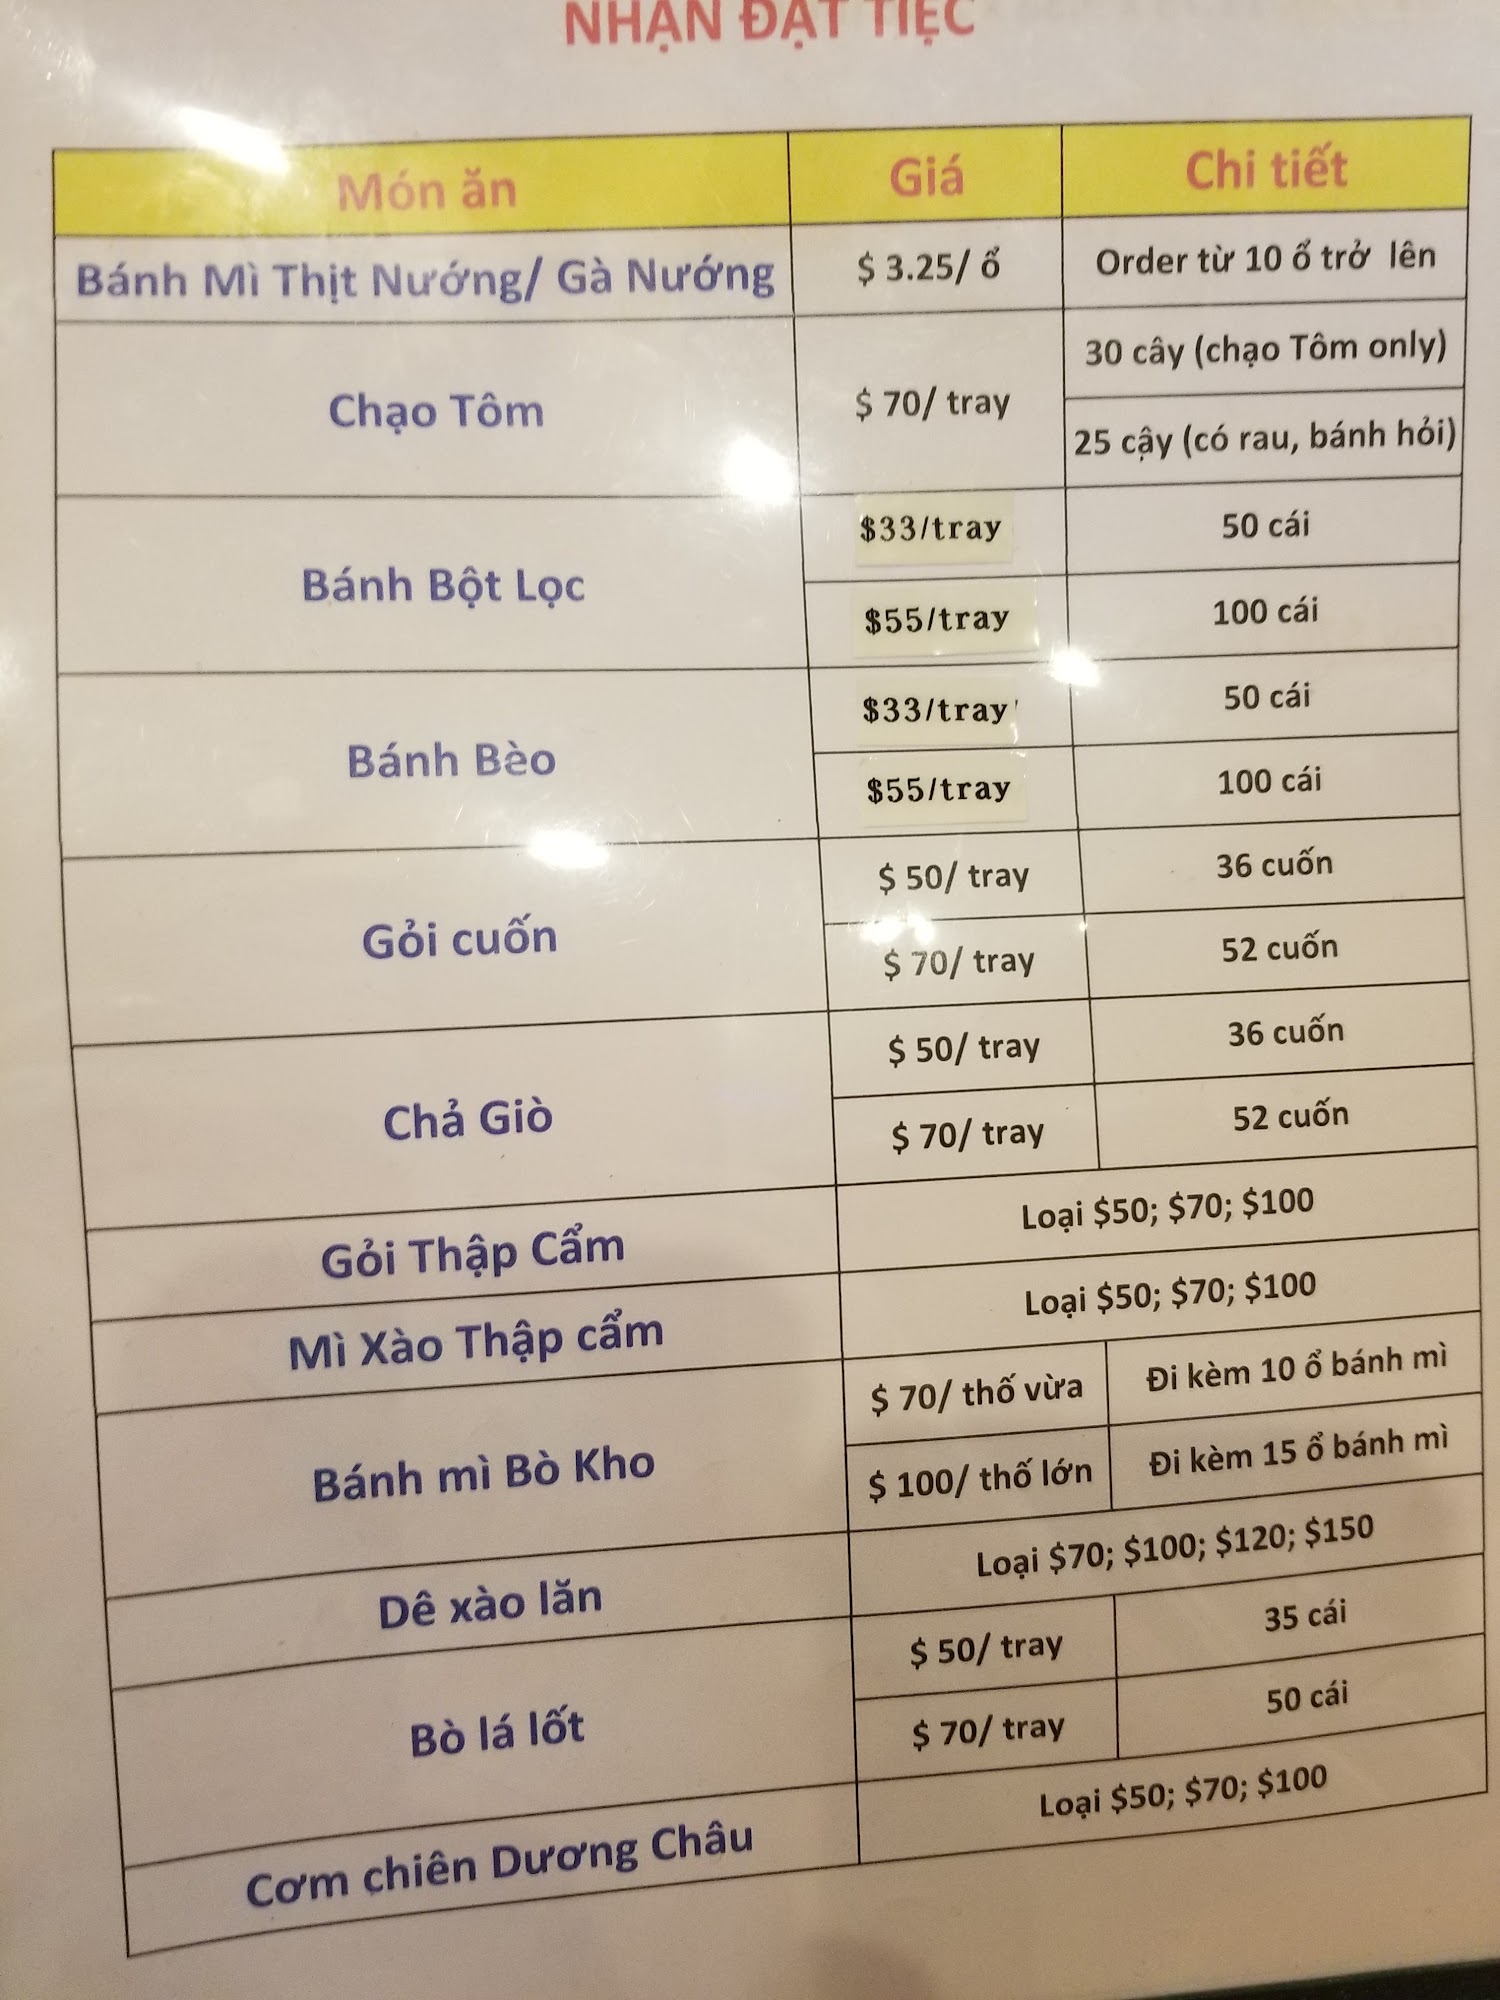 NHẬN ĐẶT TIỆC
Món ăn Giá Chi tiết
Bánh Mì Thịt Nướng/ Gà Nướng $ 3.25/ ổ Order từ 10 ổ trở lên
Chạo Tôm $ 70/ tray 30 cây (chạo Tôm only)
25 cậy (có rau, bánh hỏi)
Bánh Bột Lọc $33/tray 50 cái
$55/tray 100 cái
Bánh Bèo $33/tray 50 cái
$55/tray 100 cái
Gỏi cuốn $ 50/ tray 36 cuốn
$ 70/ tray 52 cuốn
Chả Giò $ 50/ tray 36 cuốn
$ 70/ tray 52 cuốn
Gỏi Thập Cẩm Loại $50; $70; $100
Mì Xào Thập cẩm Loại $50; $70; $100
Bánh mì Bò Kho $ 70/ thố vừa Đi kèm 10 ổ bánh mì
$ 100/ thố lớn Đi kèm 15 ổ bánh mì
Dê xào lăn Loại $70; $100; $120; $150
Bò lá lốt $ 50/ tray 35 cái
$ 70/ tray 50 cái
Cơm chiên Dương Châu Loại $50; $70; $100